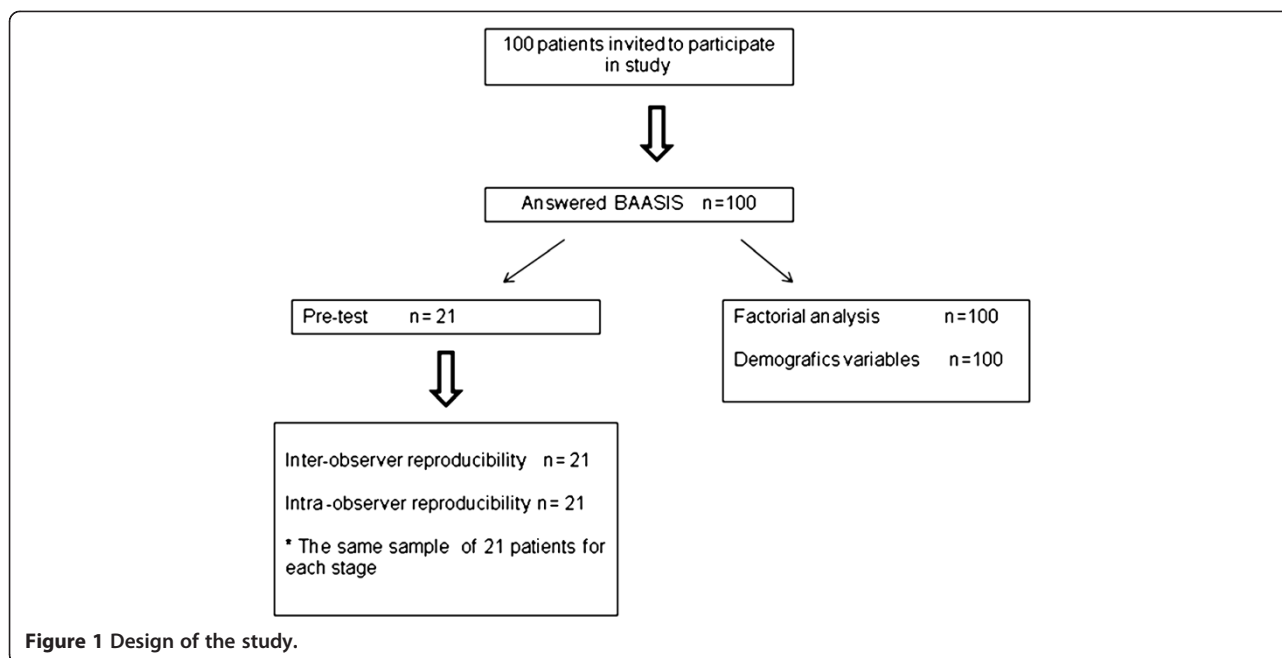 100 patients invited to participate
in study
Answered BAASIS n=100
Pre-test n=21
Factorial analysis n=100
Demografics variables n=100
Inter-observer reproducibility n=21
Intra-observer reproducibility n=21
* The same sample of 21 patients for
each stage
Figure 1 Design of the study.